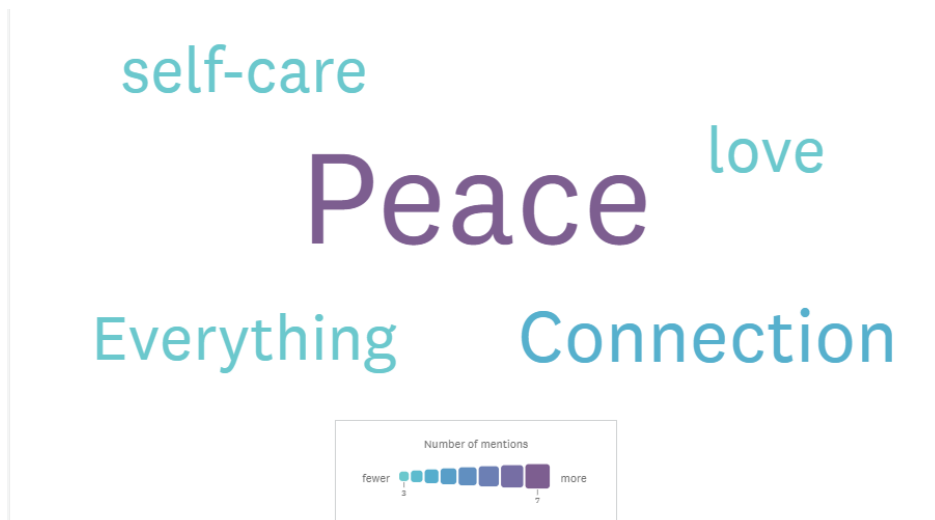 self-care
love
Peace
Everything
Connection
Number of mentions
fewer more
3
7